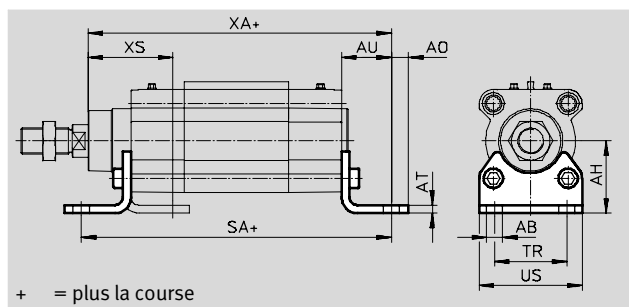 XA+
XS
AU
AO
AT
SA+
AH
AB
TR
US
+ = plus la course